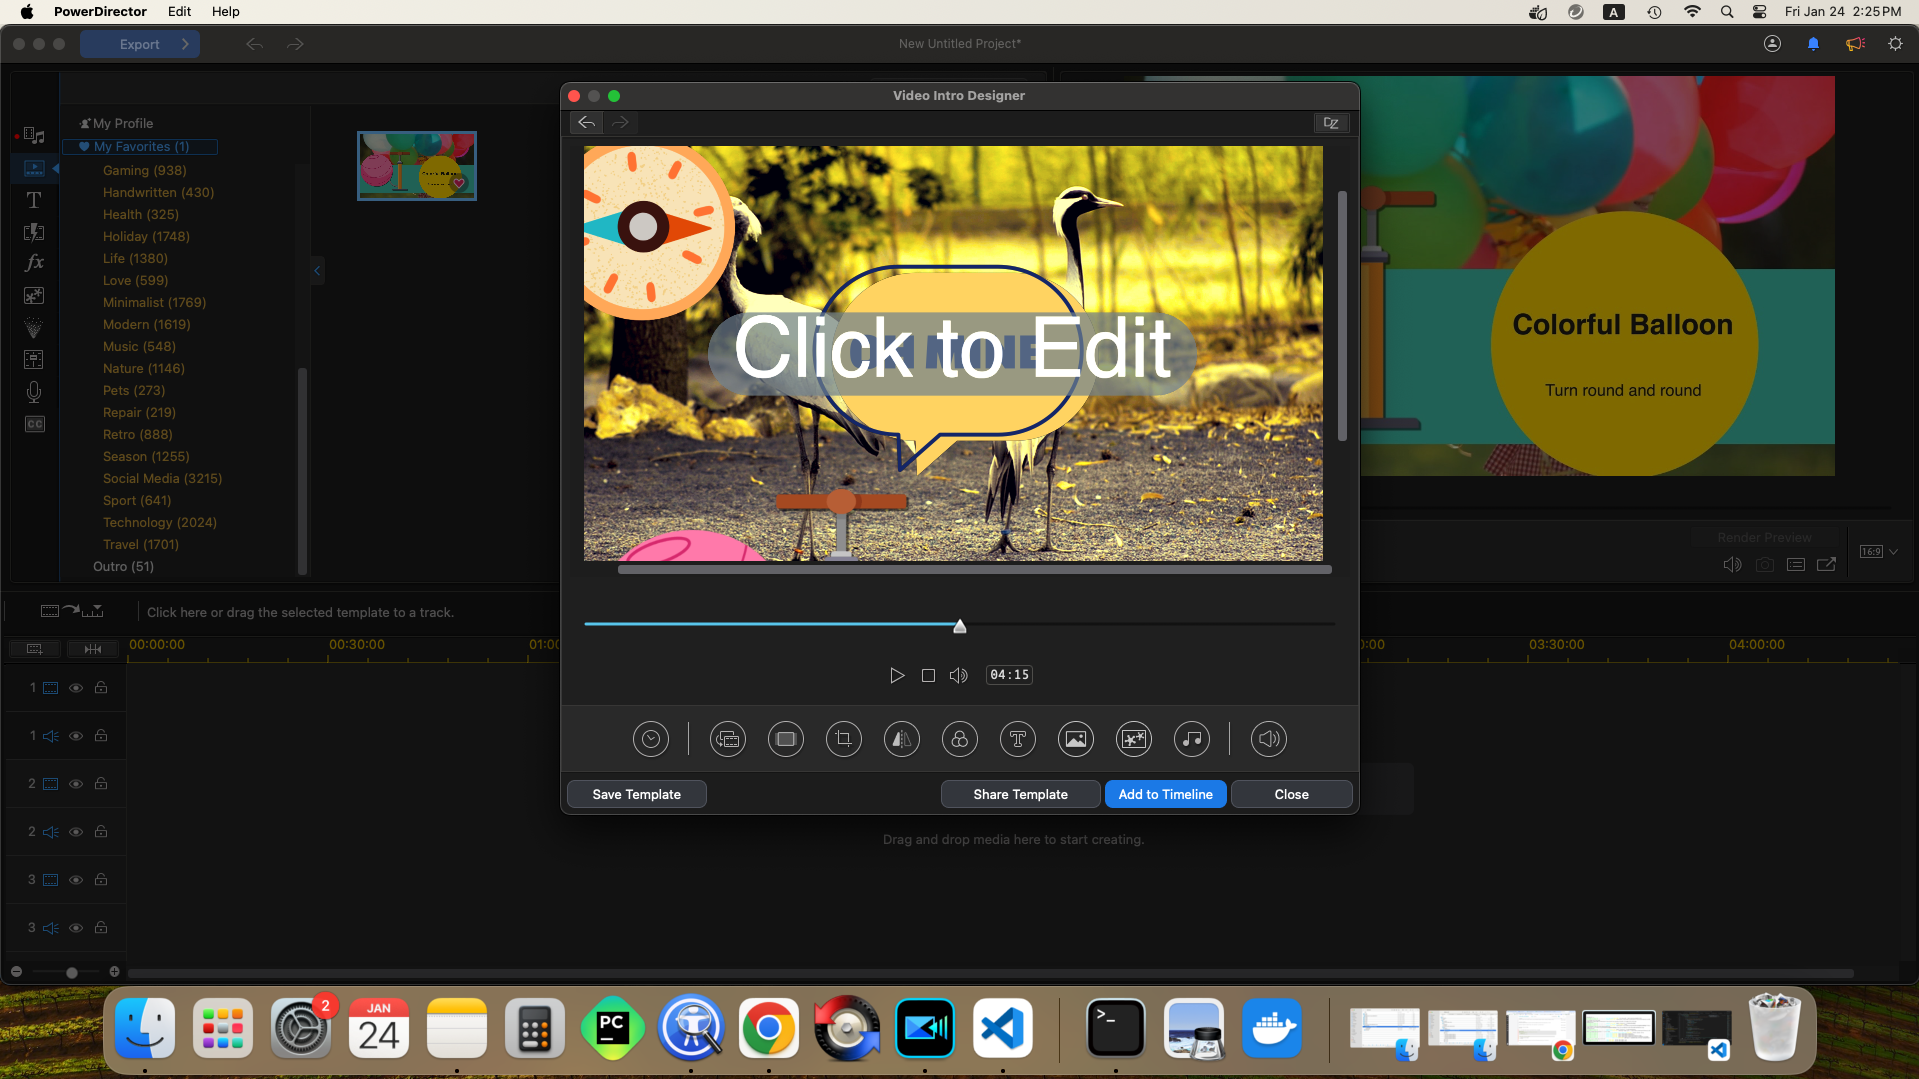 PowerDirector Edit Help
A
Fri Jan 24 2:25 PM
Export
New Untitled Project*
Video Intro Designer
My Profile
My Favorites (1)
Gaming (938)
Handwritten (430)
Health (325)
Holiday (1748)
Life (1380)
Love (599)
Minimalist (1769)
Modern (1619)
Music (548)
Nature (1146)
Pets (273)
Repair (219)
Retro (888)
Season (1255)
Social Media (3215)
Sport (641)
Technology (2024)
Travel (1701)
Outro (51)
T
fx
CC
Click to Edit
Colorful Balloon
Turn round and round
Render Preview
16:9
Click here or drag the selected template to a track.
00:00:00
00:30:00
03:30:00
04:00:00
04:15
1
1
2
2
3
3
Save Template
Share Template
Add to Timeline
Close
Drag and drop media here to start creating.
2
JAN
24
PC
>_